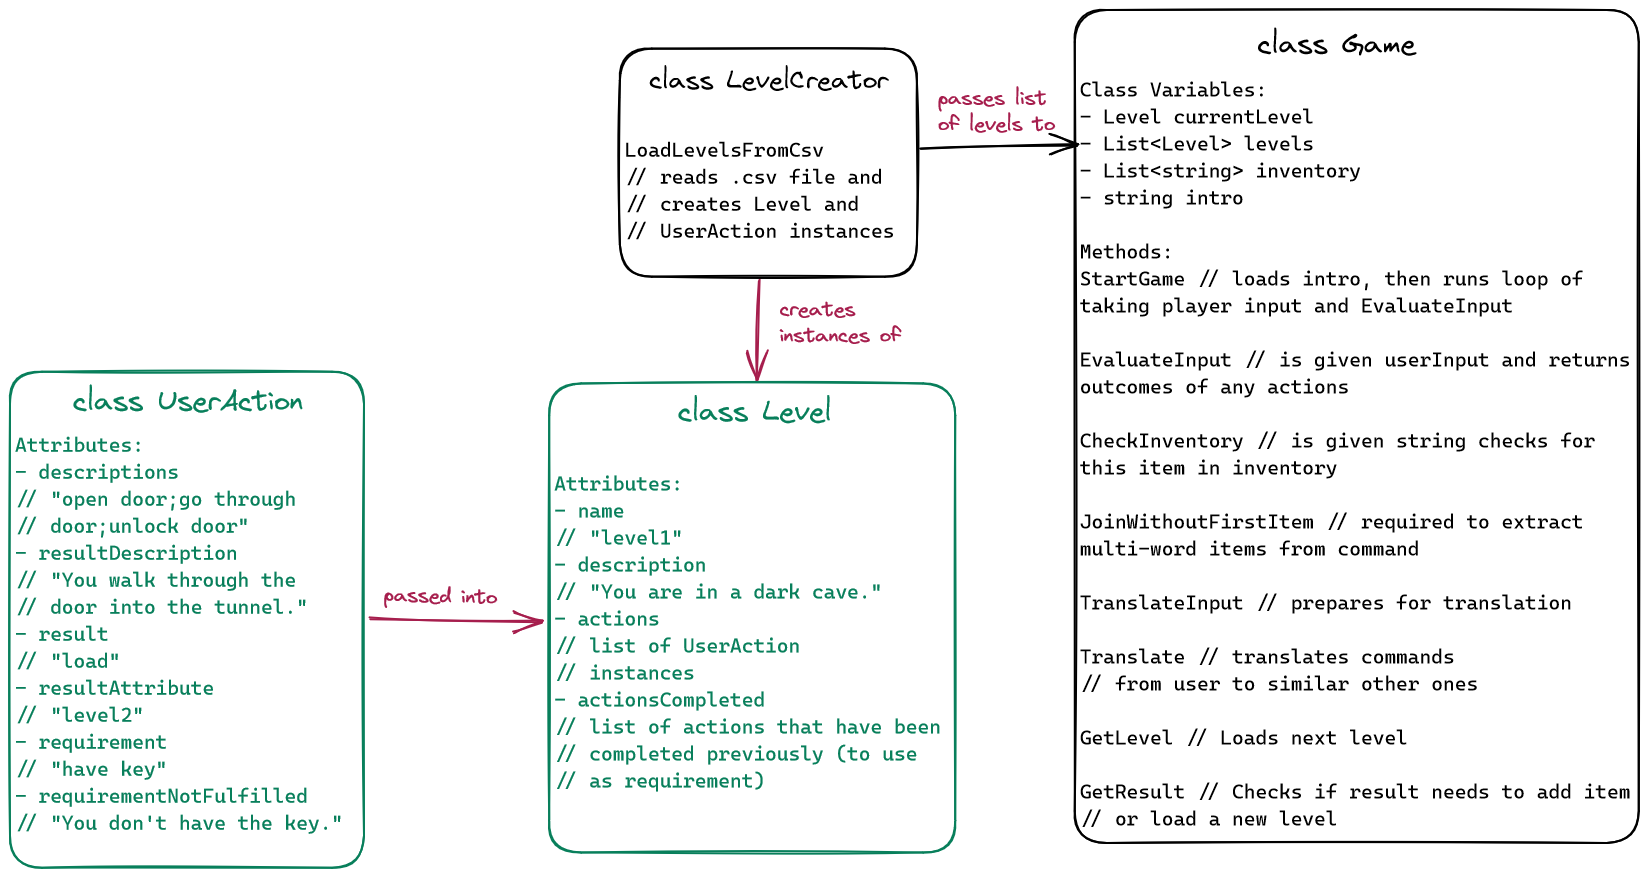 class LevelCreator
LoadLevelsFromCsv
// reads .csv file and
// creates Level and
// UserAction instances
passes list
of levels to
class Game
Class Variables:
- Level currentLevel
- List<Level> levels
- List<string> inventory
- string intro
Methods:
StartGame // loads intro, then runs loop of
taking player input and EvaluateInput
EvaluateInput // is given userInput and returns
outcomes of any actions
CheckInventory // is given string checks for
this item in inventory
JoinWithoutFirstItem // required to extract
multi-word items from command
TranslateInput // prepares for translation
Translate // translates commands
// from user to similar other ones
GetLevel // Loads next level
GetResult // Checks if result needs to add item
// or load a new level
creates
instances of
class UserAction
Attributes:
- descriptions
// "open door;go through
// door;unlock door"
- resultDescription
// "You walk through the
// door into the tunnel."
- result
// "load"
- resultAttribute
// "level2"
- requirement
// "have key"
- requirementNotFulfilled
// "You don't have the key."
passed into
class Level
Attributes:
- name
// "level1"
- description
// "You are in a dark cave."
- actions
// list of UserAction
// instances
- actionsCompleted
// list of actions that have been
// completed previously (to use
// as requirement)